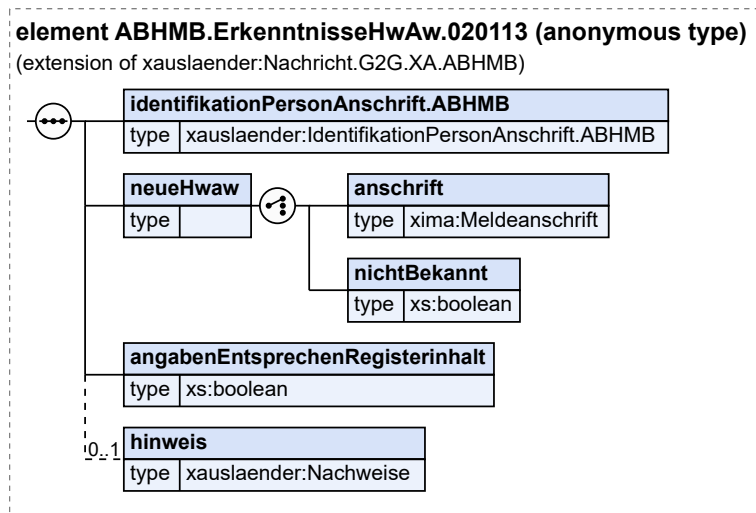 element ABHMB.ErkenntnisseHwAw.020113 (anonymous type)
(extension of xauslaender:Nachricht.G2G.XA.ABHMB)
identifikationPersonAnschrift.ABHMB
type xauslaender:IdentifikationPersonAnschrift.ABHMB
neueHwaw
type
anschrift
type xima:Meldeanschrift
nichtBekannt
type xs:boolean
angabenEntsprechenRegisterinhalt
type xs:boolean
0..1
hinweis
type xauslaender:Nachweise